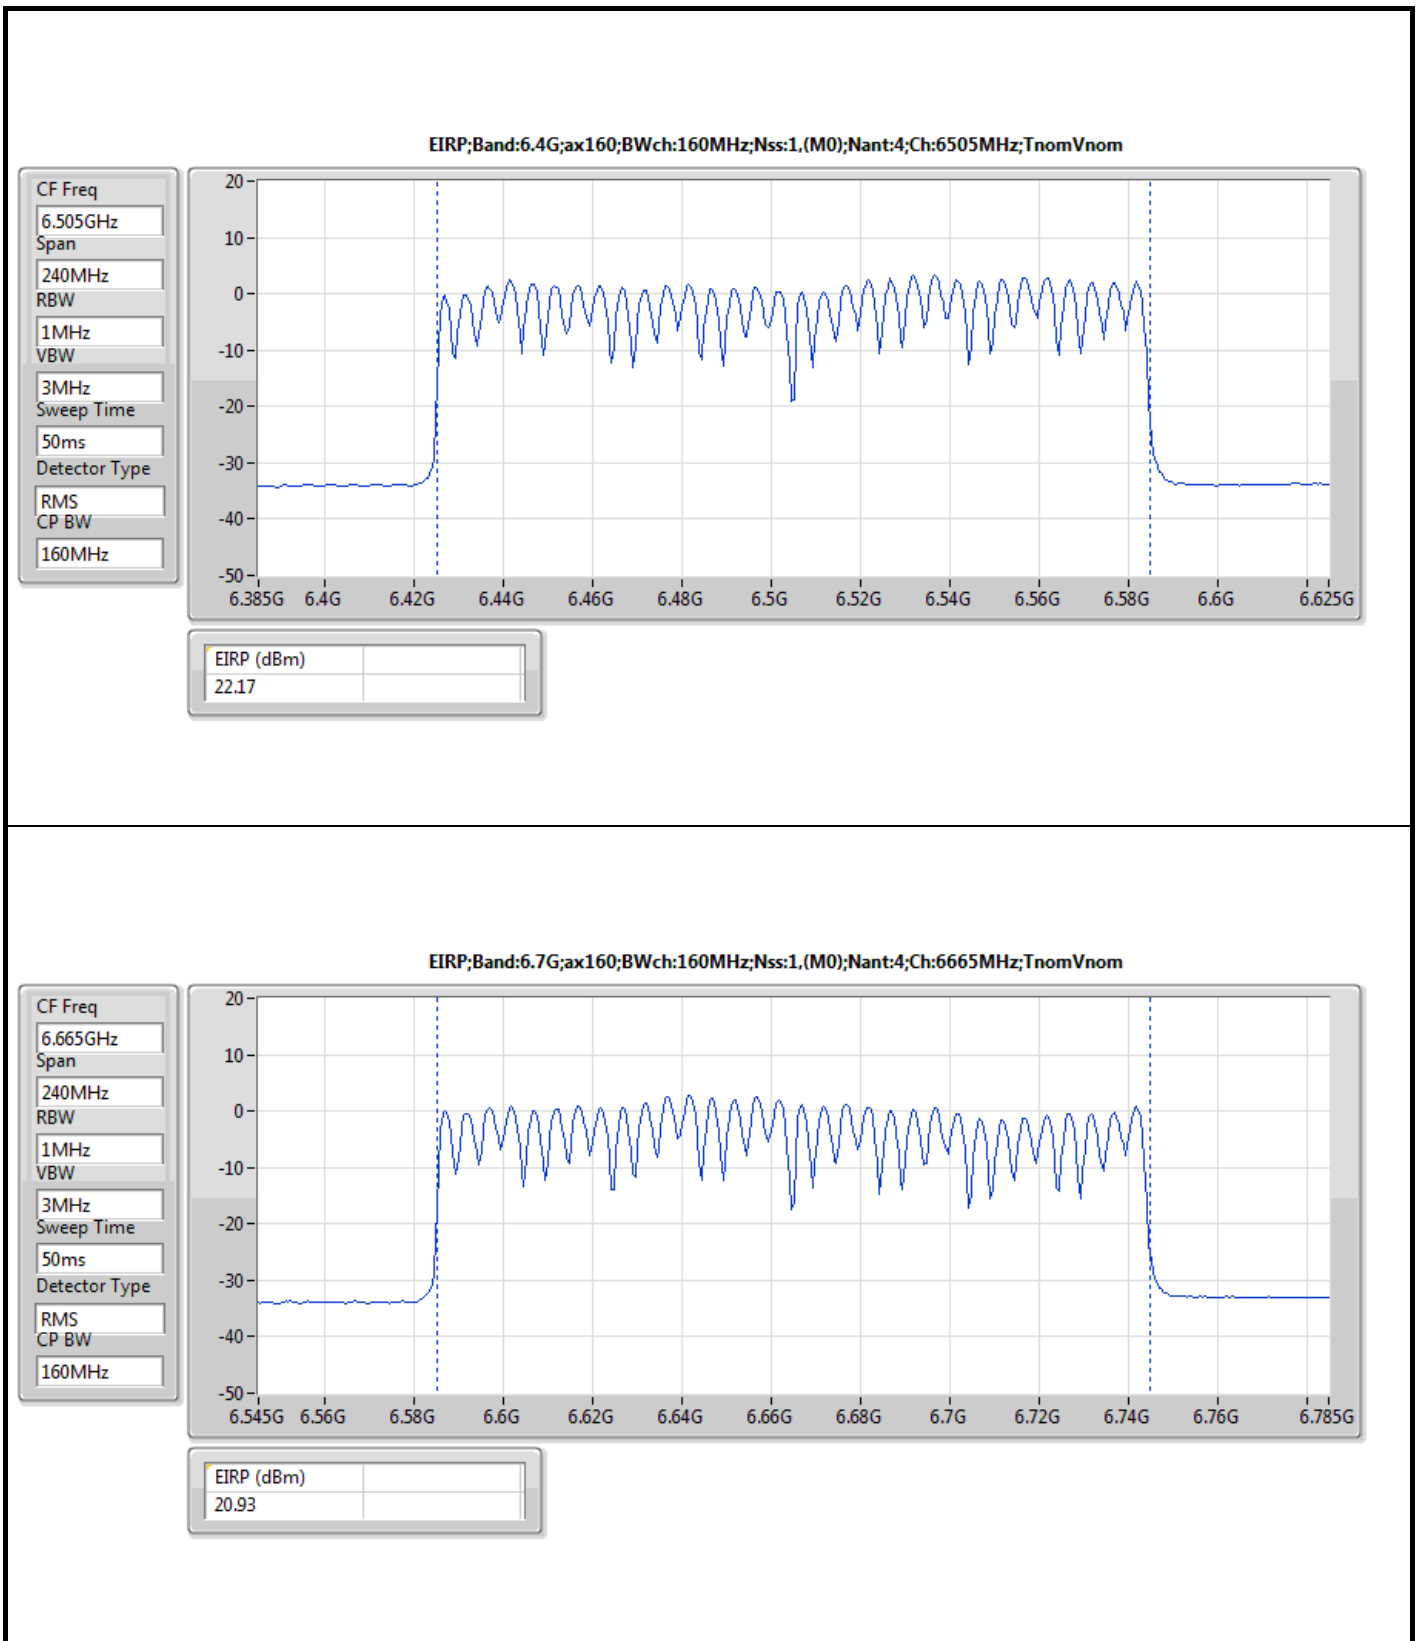 EIRP;Band:6.4G;ax160;BWch:160MHz;Nss:1,(M0);Nant:4;Ch:6505MHz;TnomVnom
CF Freq
6.505GHz
Span
240MHz
RBW
1MHz
VBW
3MHz
Sweep Time
50ms
Detector Type
RMS
CP BW
160MHz
20
10
0
-10
-20
-30
-40
-50
6.385G 6.4G 6.42G 6.44G 6.46G 6.48G 6.5G 6.52G 6.54G 6.56G 6.58G 6.6G 6.625G
EIRP (dBm)
22.17
EIRP;Band:6.7G;ax160;BWch:160MHz;Nss:1,(M0);Nant:4;Ch:6665MHz;TnomVnom
CF Freq
6.665GHz
Span
240MHz
RBW
1MHz
VBW
3MHz
Sweep Time
50ms
Detector Type
RMS
CP BW
160MHz
20
10
0
-10
-20
-30
-40
-50
6.545G 6.56G 6.58G 6.6G 6.62G 6.64G 6.66G 6.68G 6.7G 6.72G 6.74G 6.76G 6.785G
EIRP (dBm)
20.93